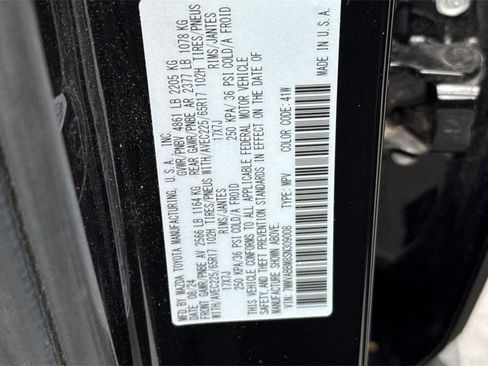 MFD. BY MAZDA TOYOTA MANUFACTURING, U.S.A., INC.
DATE: 08/24 GVWR/PNBV 4861 LB 2205 KG
FRONT GAWR/PNBE AV 2566 LB 1164 KG REAR GAWR/PNBE AR 2377 LB 1078 KG
WITH/AVEC225/65R17 102H TIRES/PNEUS WITH/AVEC225/65R17 102H TIRES/PNEUS
17X7J RIMS/JANTES 17X7J RIMS/JANTES
250 KPA/36 PSI COLD/A FROID 250 KPA/36 PSI COLD/A FROID
THIS VEHICLE CONFORMS TO ALL APPLICABLE FEDERAL MOTOR VEHICLE
SAFETY, BUMPER, AND THEFT PREVENTION STANDARDS IN EFFECT ON THE DATE OF
MANUFACTURE SHOWN ABOVE.
VIN: TYPE: MPV COLOR CODE: 41W